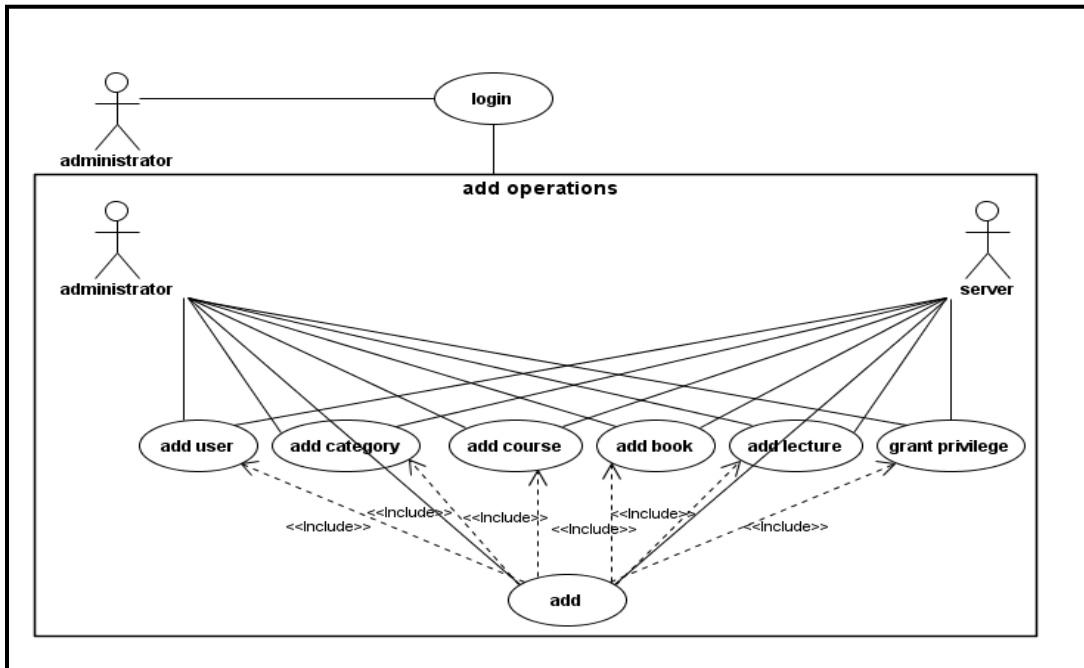 login
administrator
add operations
administrator
server
add user
add category
add course
add book
add lecture
grant privilege
<<Include>>
<<Include>>
<<Include>>
<<Include>>
<<Include>>
<<Include>>
add